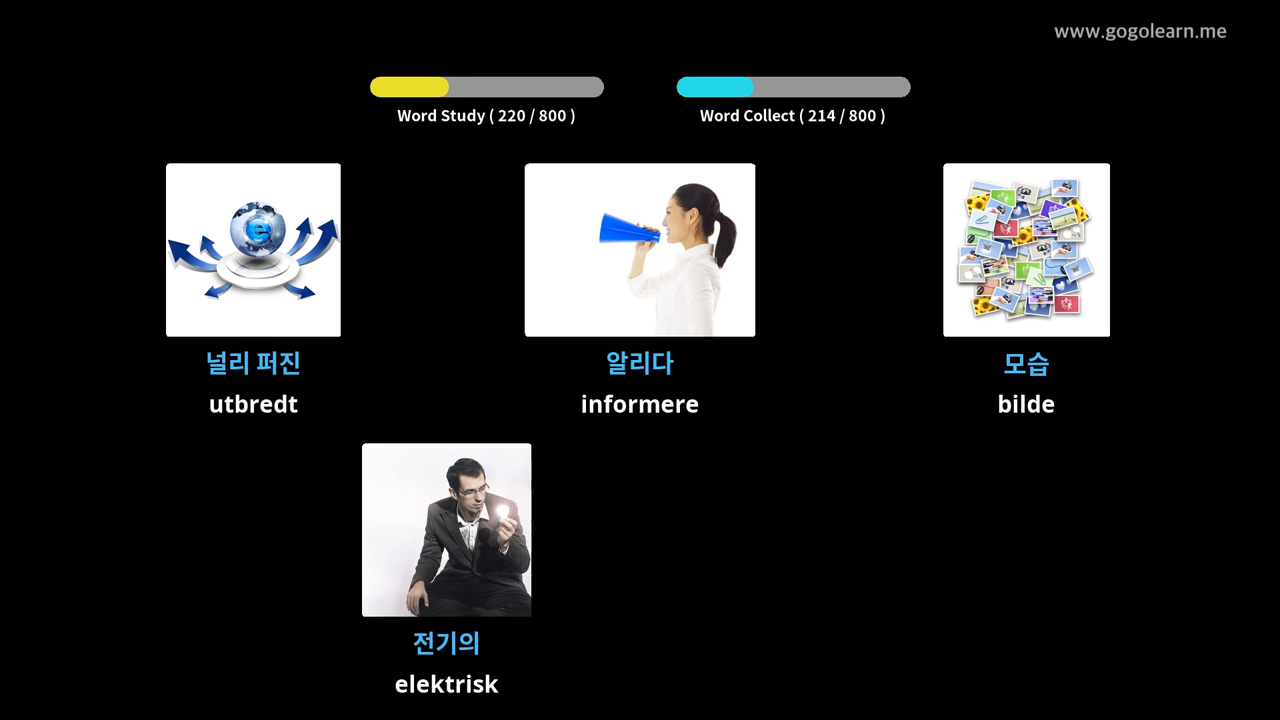 www.gogolearn.me
Word Study ( 220 / 800 )
Word Collect ( 214 / 800 )
널리 퍼진
알리다
모습
utbredt
informere
bilde
전기의
elektrisk